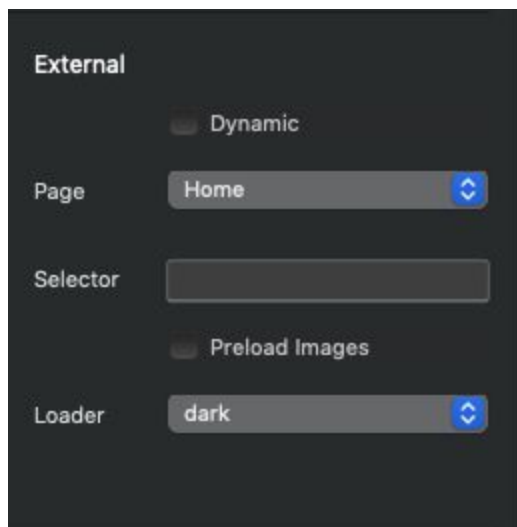 External
Dynamic
Page Home
Selector
Preload Images
Loader dark